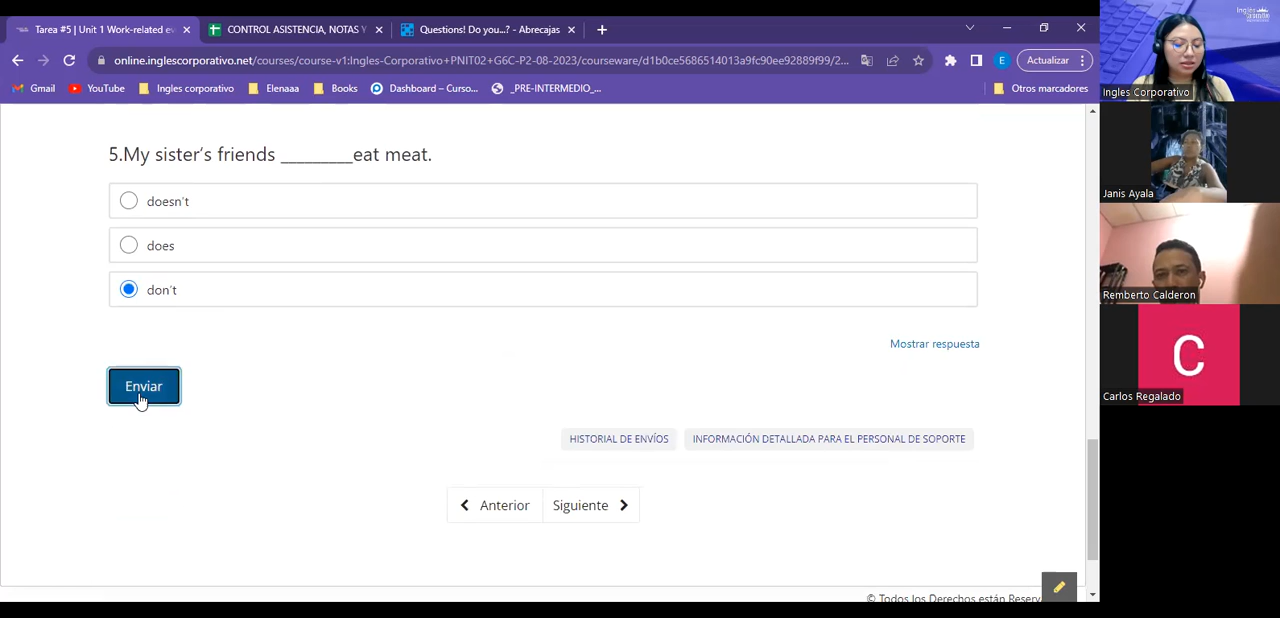 Tarea #5 | Unit 1 Work-related ev
CONTROL ASISTENCIA, NOTAS Y
Questions! Do you...? - Abrecajas
online.inglescorporativo.net/courses/course-v1:Ingles-Corporativo+PNIT02+G6C-P2-08-2023/courseware/d1b0ce5686514013a9fc90ee92889f99/2...
E
Actualizar
Gmail
YouTube
Ingles corporativo
Elenaaa
Books
Dashboard – Curso...
_PRE-INTERMEDIO_...
Otros marcadores
5.My sister’s friends _________eat meat.
doesn’t
does
don’t
Mostrar respuesta
Enviar
HISTORIAL DE ENVÍOS
INFORMACIÓN DETALLADA PARA EL PERSONAL DE SOPORTE
Anterior
Siguiente
© Todos los Derechos están Reserv
Ingles Corporativo
Janis Ayala
Remberto Calderon
C
Carlos Regalado